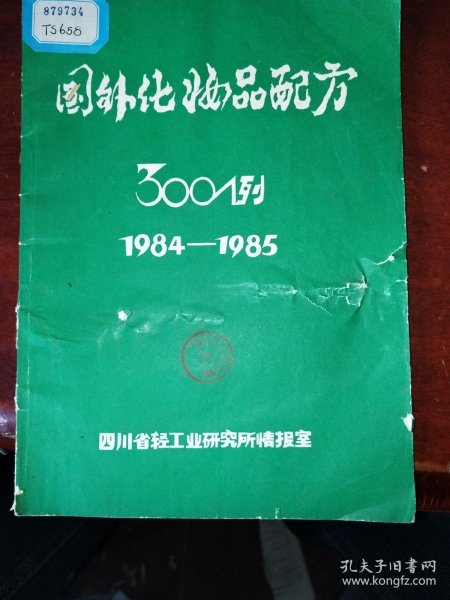 879734
TS658
国外化妆品配方
300例
1984—1985
四川省轻工业研究所情报室
孔夫子旧书网
www.kongfz.com